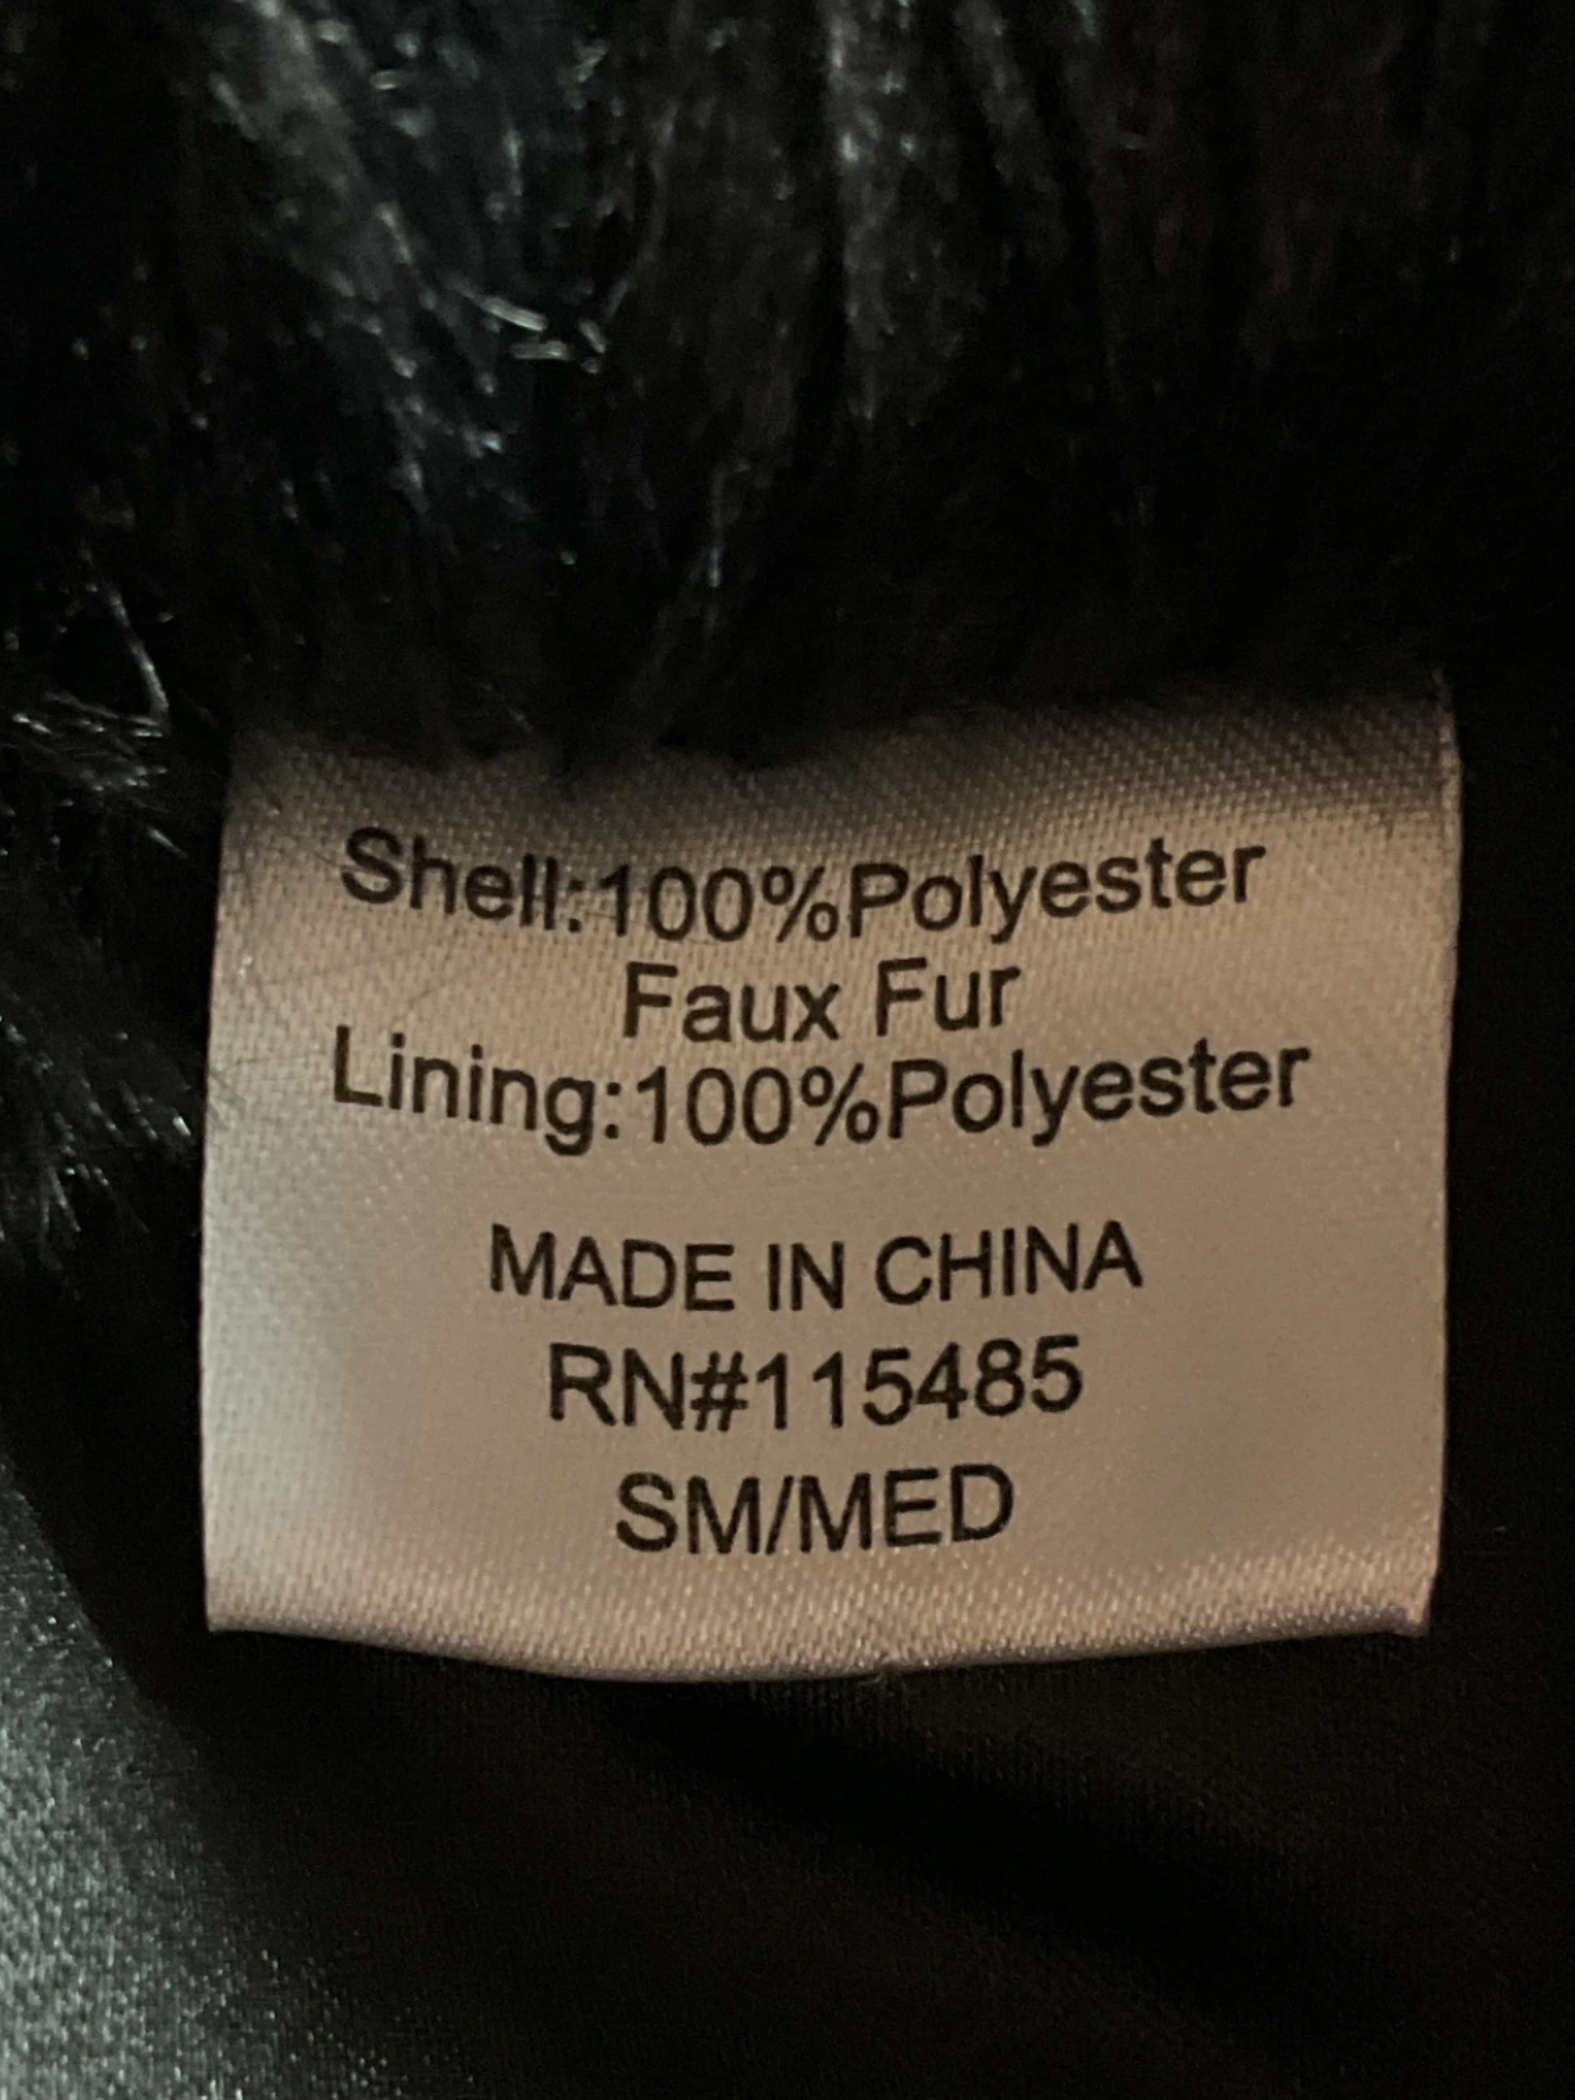 Shell:100%Polyester
Faux Fur
Lining:100%Polyester
MADE IN CHINA
RN#115485
SM/MED